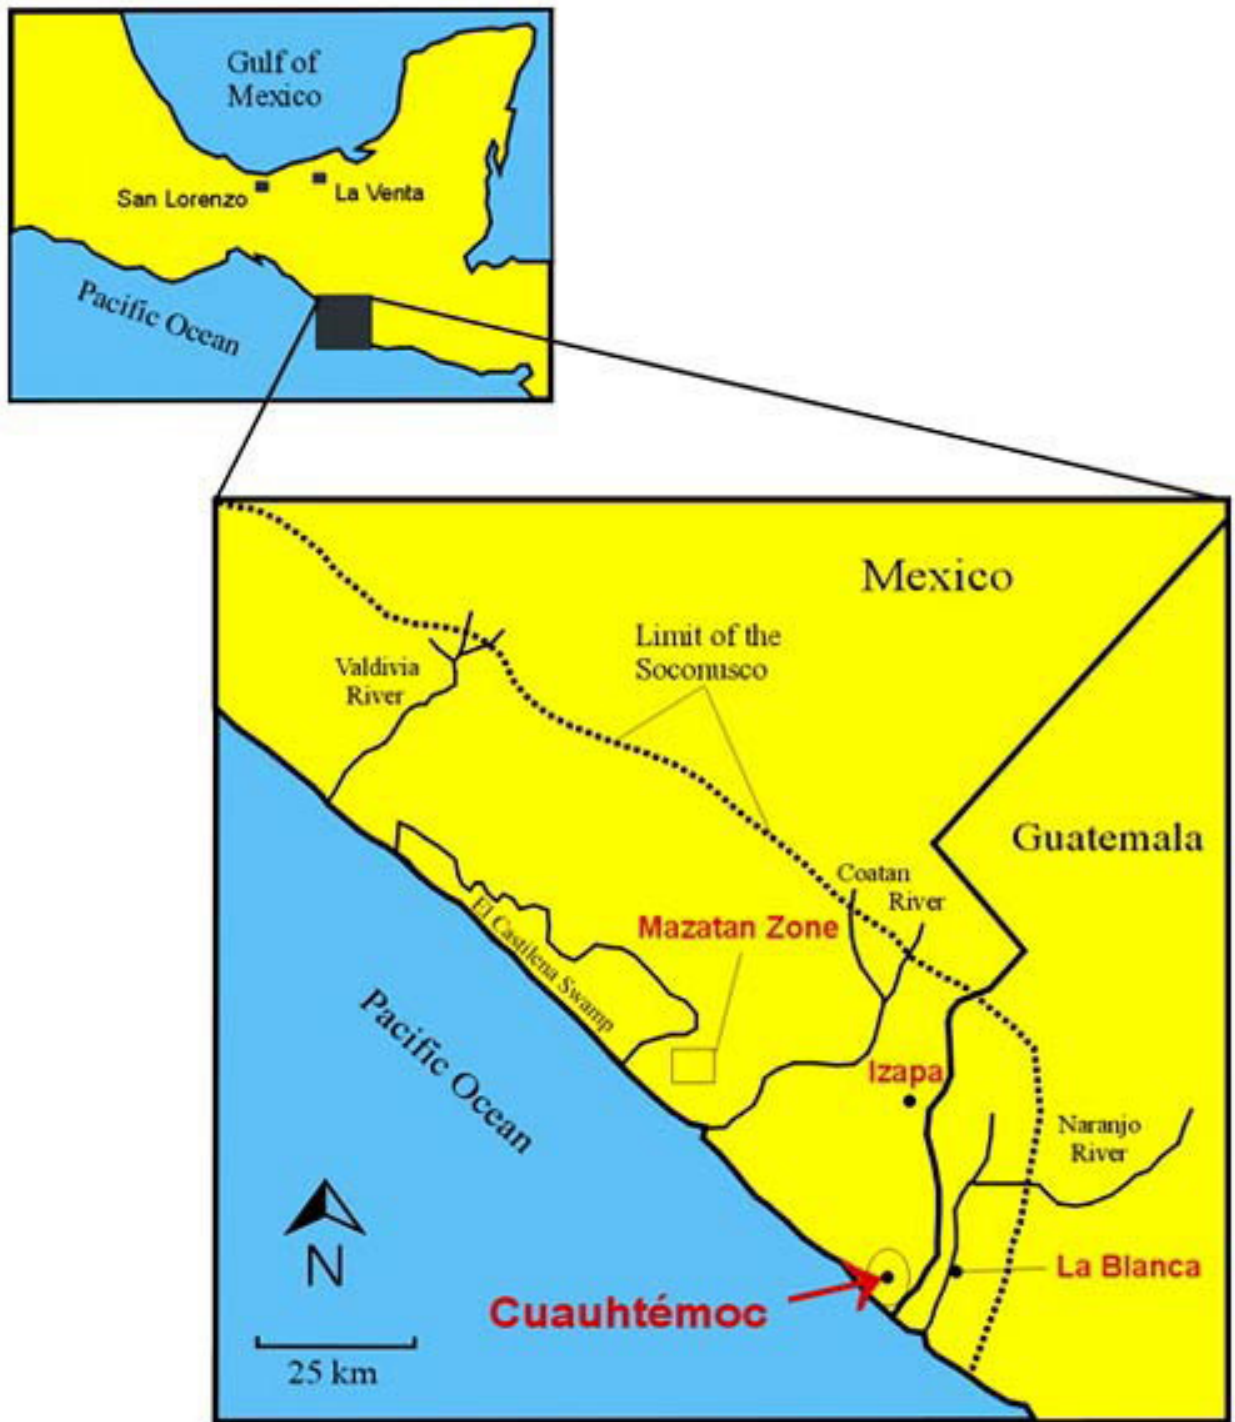 Gulf of
Mexico
San Lorenzo
La Venta
Pacific Ocean
Mexico
Limit of the
Soconusco
Valdivia
River
Guatemala
Coatan
River
Mazatan Zone
El Castilena Swamp
Pacific Ocean
Izapa
Naranjo
River
N
La Blanca
Cuauhtémoc
25 km